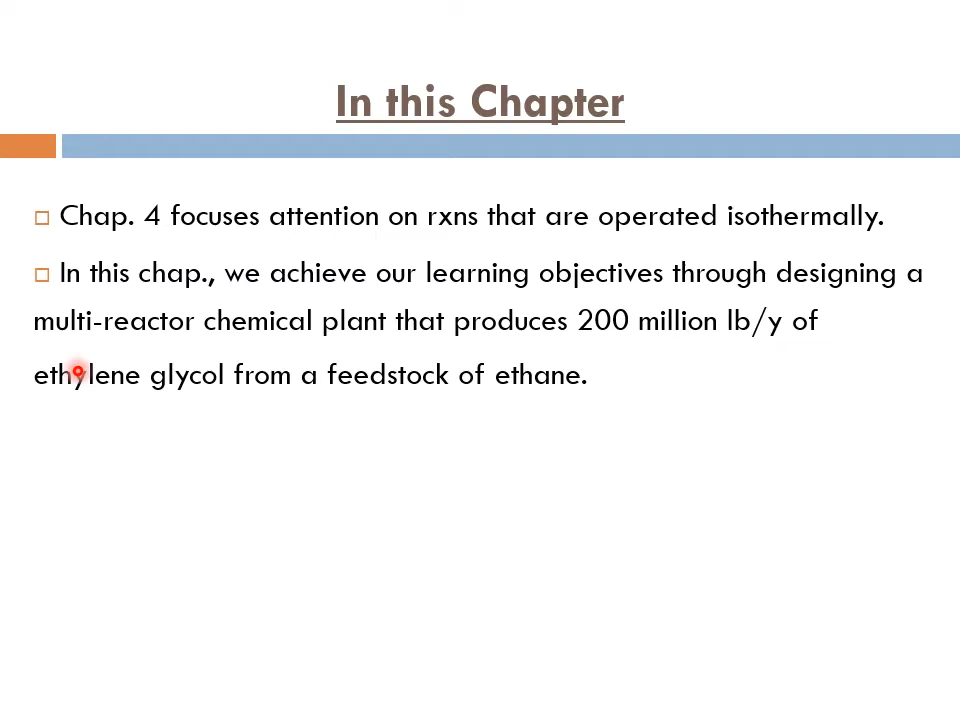 In this Chapter
Chap. 4 focuses attention on rxns that are operated isothermally.
In this chap., we achieve our learning objectives through designing a
multi-reactor chemical plant that produces 200 million lb/y of
ethylene glycol from a feedstock of ethane.